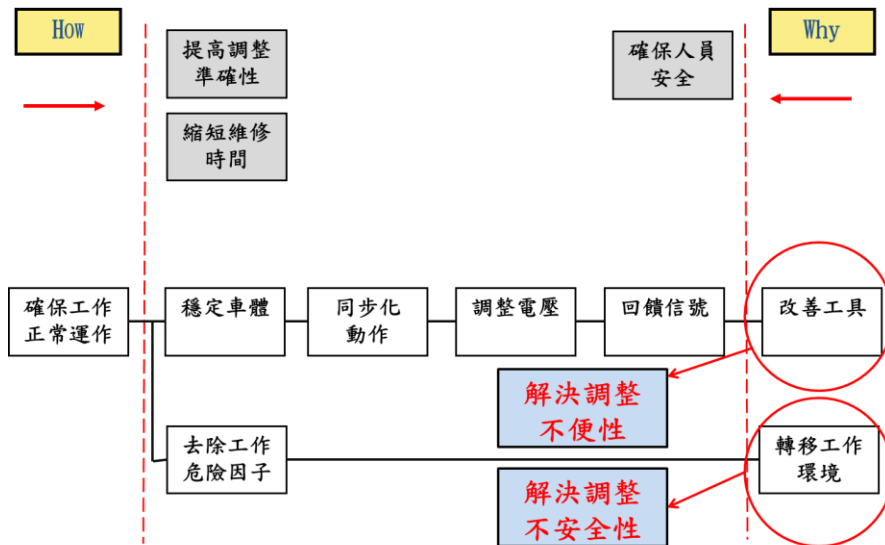 How
提高調整
準確性
縮短維修
時間
確保人員
安全
Why
確保工作
正常運作
穩定車體
同步化
動作
調整電壓
回饋信號
改善工具
解決調整
不便性
去除工作
危險因子
轉移工作
環境
解決調整
不安全性